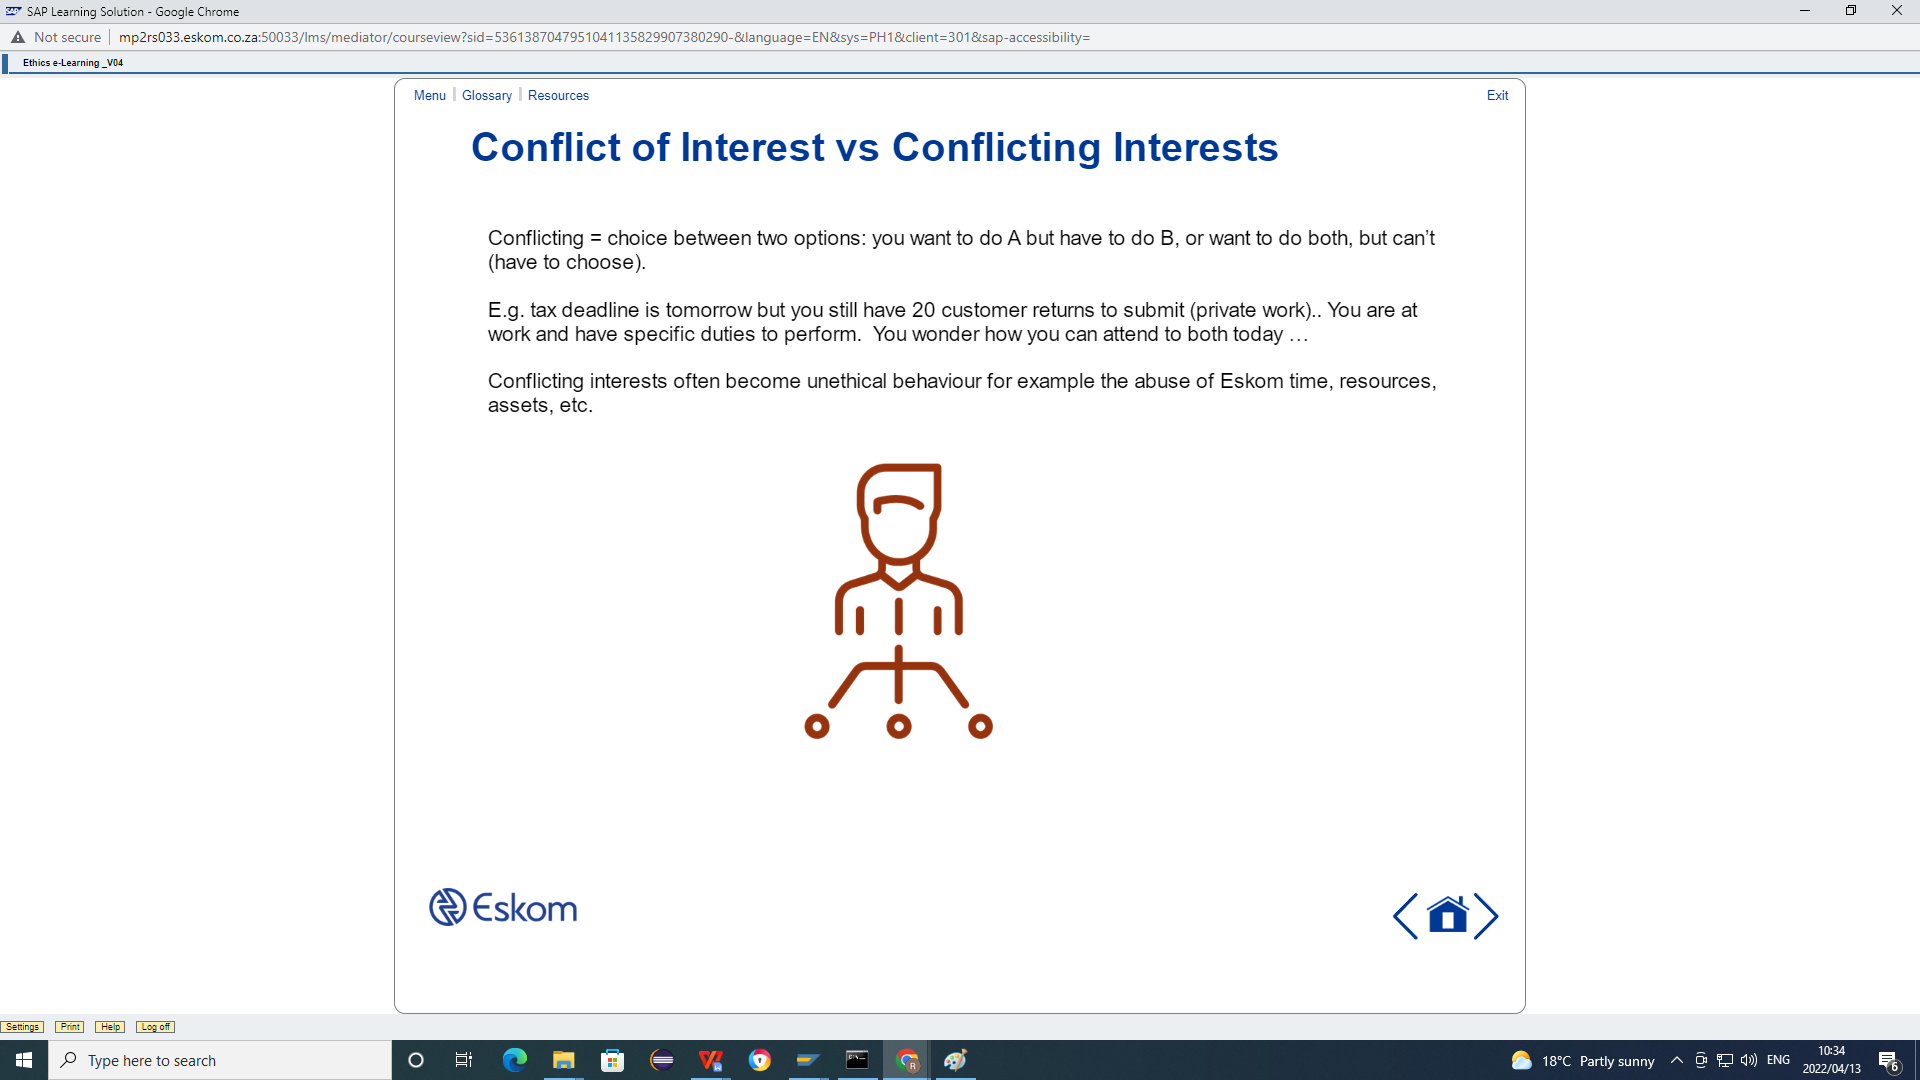 SAP Learning Solution - Google Chrome
Not secure mp2rs033.eskom.co.za:50033/lms/mediator/courseview?sid=5361387047951041135829907380290-&language=EN&sys=PH1&client=301&sap-accessibility=
Ethics e-Learning _V04
Menu Glossary Resources Exit
Conflict of Interest vs Conflicting Interests
Conflicting = choice between two options: you want to do A but have to do B, or want to do both, but can’t
(have to choose).
E.g. tax deadline is tomorrow but you still have 20 customer returns to submit (private work).. You are at
work and have specific duties to perform.  You wonder how you can attend to both today …
Conflicting interests often become unethical behaviour for example the abuse of Eskom time, resources,
assets, etc.
Eskom
Settings Print Help Log off
Type here to search
18°C Partly sunny ENG
10:34
2022/04/13
6